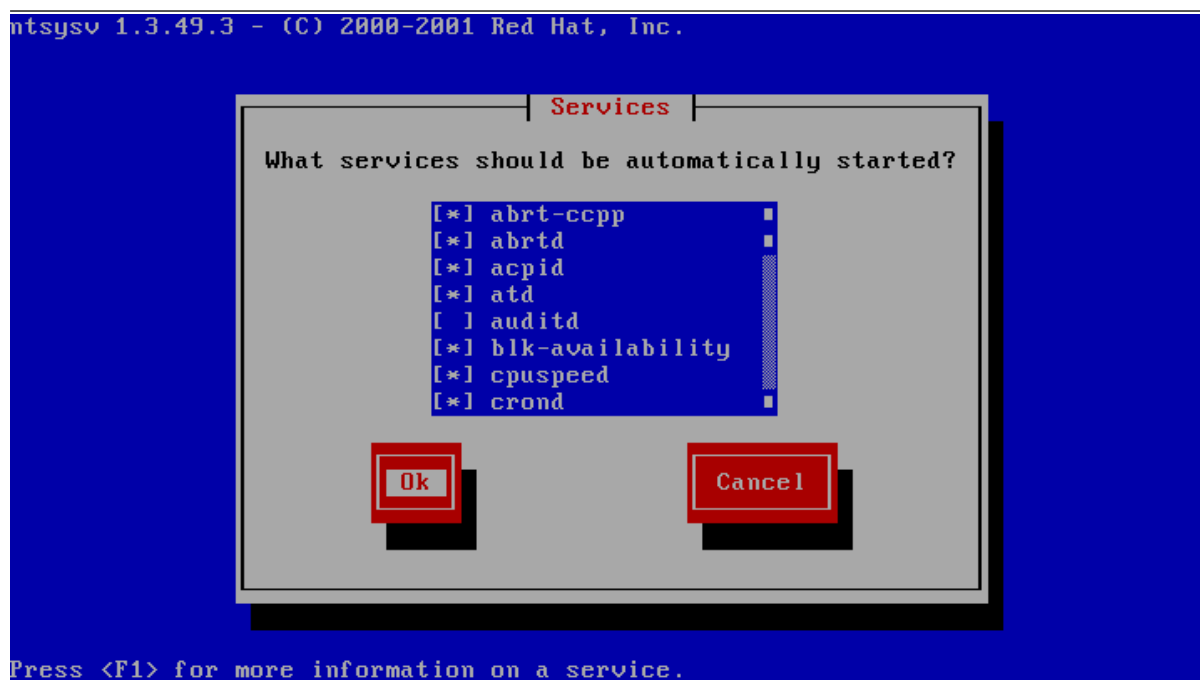 ntsysv 1.3.49.3 - (C) 2000-2001 Red Hat, Inc.
Services
What services should be automatically started?
[*] abrt-ccpp
[*] abrtd
[*] acpid
[*] atd
[ ] auditd
[*] blk-availability
[*] cpuspeed
[*] crond
Ok Cancel
Press <F1> for more information on a service.